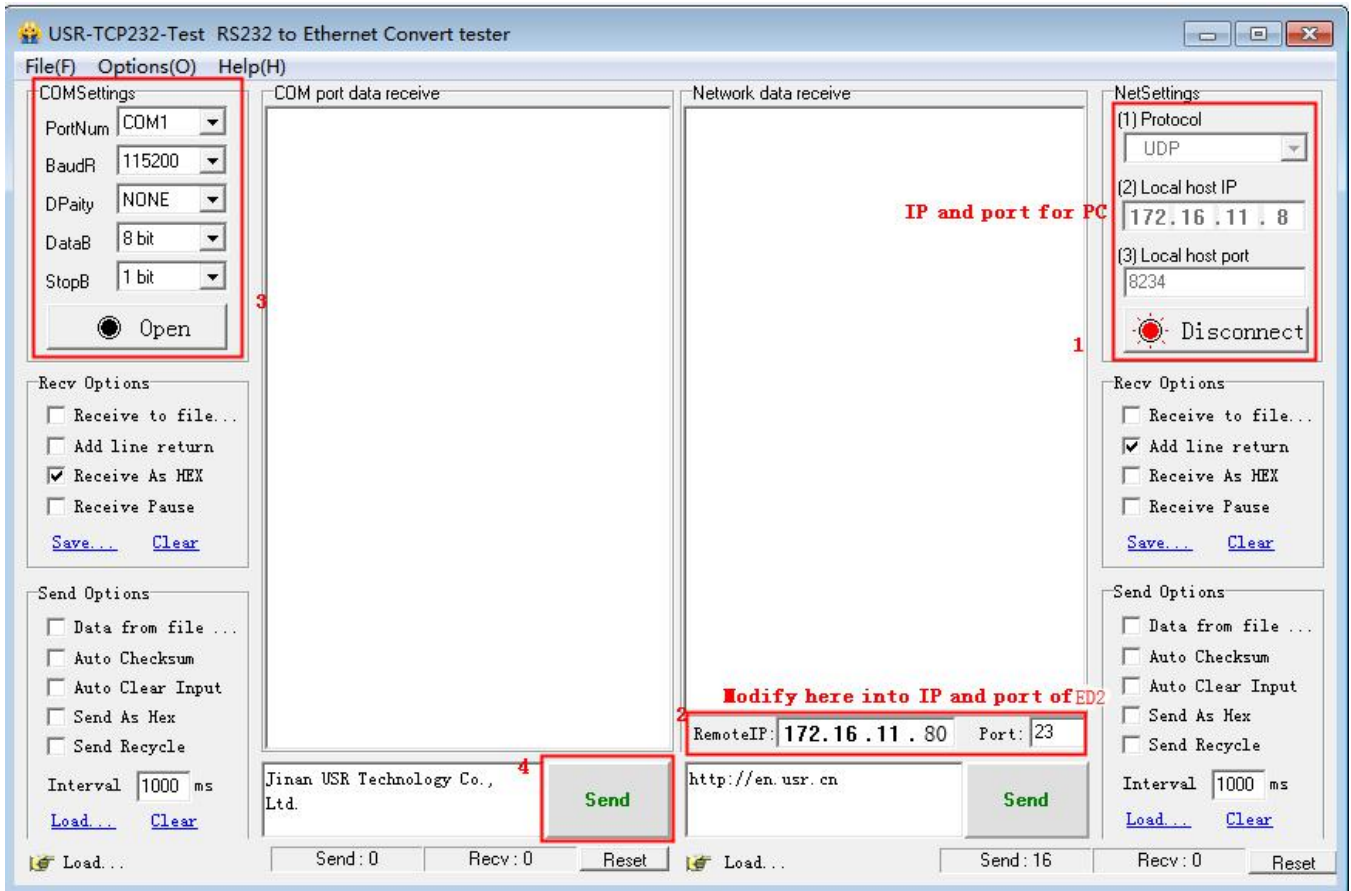 USR-TCP232-Test RS232 to Ethernet Convert tester
File(F) Options(O) Help(H)
COMSettings
PortNum COM1
BaudR 115200
DPaity NONE
DataB 8 bit
StopB 1 bit
Open
3
Recv Options
Receive to file...
Add line return
Receive As HEX
Receive Pause
Save... Clear
Send Options
Data from file ...
Auto Checksum
Auto Clear Input
Send As Hex
Send Recycle
Interval 1000 ms
Load... Clear
COM port data receive
4
Jinan USR Technology Co.,
Ltd.
Send
Network data receive
IP and port for PC
1
Modify here into IP and port of ED2
2
RemoteIP: 172.16.11.80 Port: 23
http://en.usr.cn
Send
NetSettings
(1) Protocol
UDP
(2) Local host IP
172.16.11.8
(3) Local host port
8234
Disconnect
Recv Options
Receive to file...
Add line return
Receive As HEX
Receive Pause
Save... Clear
Send Options
Data from file ...
Auto Checksum
Auto Clear Input
Send As Hex
Send Recycle
Interval 1000 ms
Load... Clear
Load... Send : 0 Recv : 0 Reset
Load... Send : 16 Recv : 0 Reset